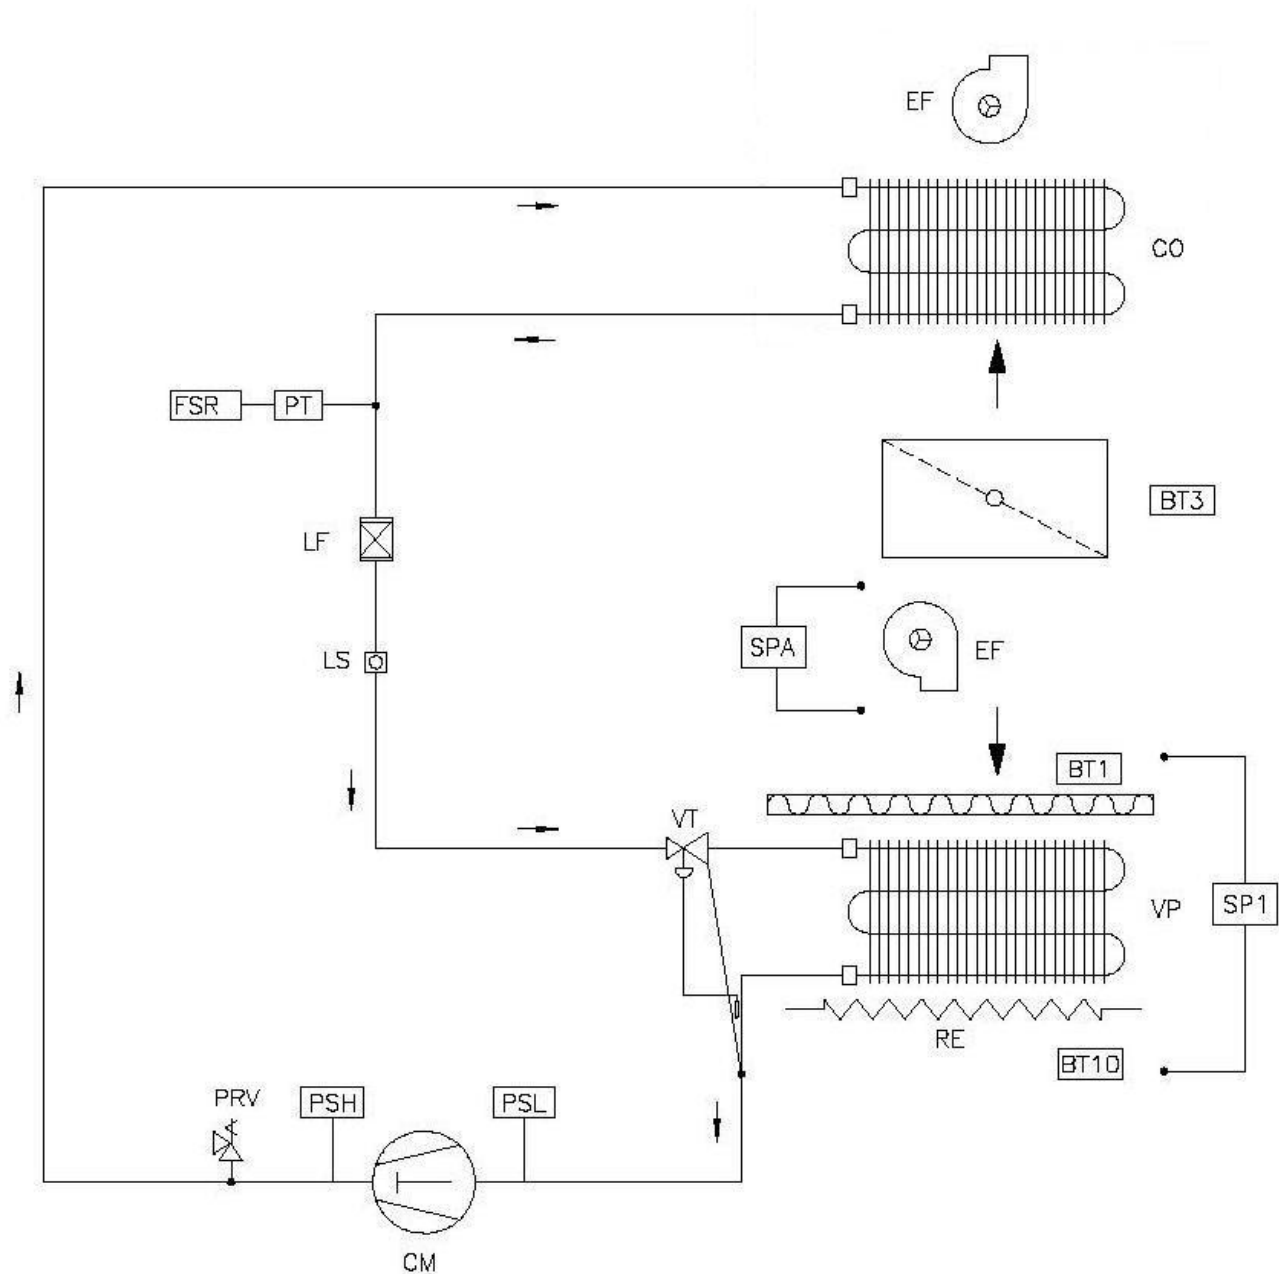 EF
CO
FSR
PT
BT3
LF
SPA
EF
LS
BT1
VT
SP1
VP
RE
BT10
PRV
PSH
PSL
CM